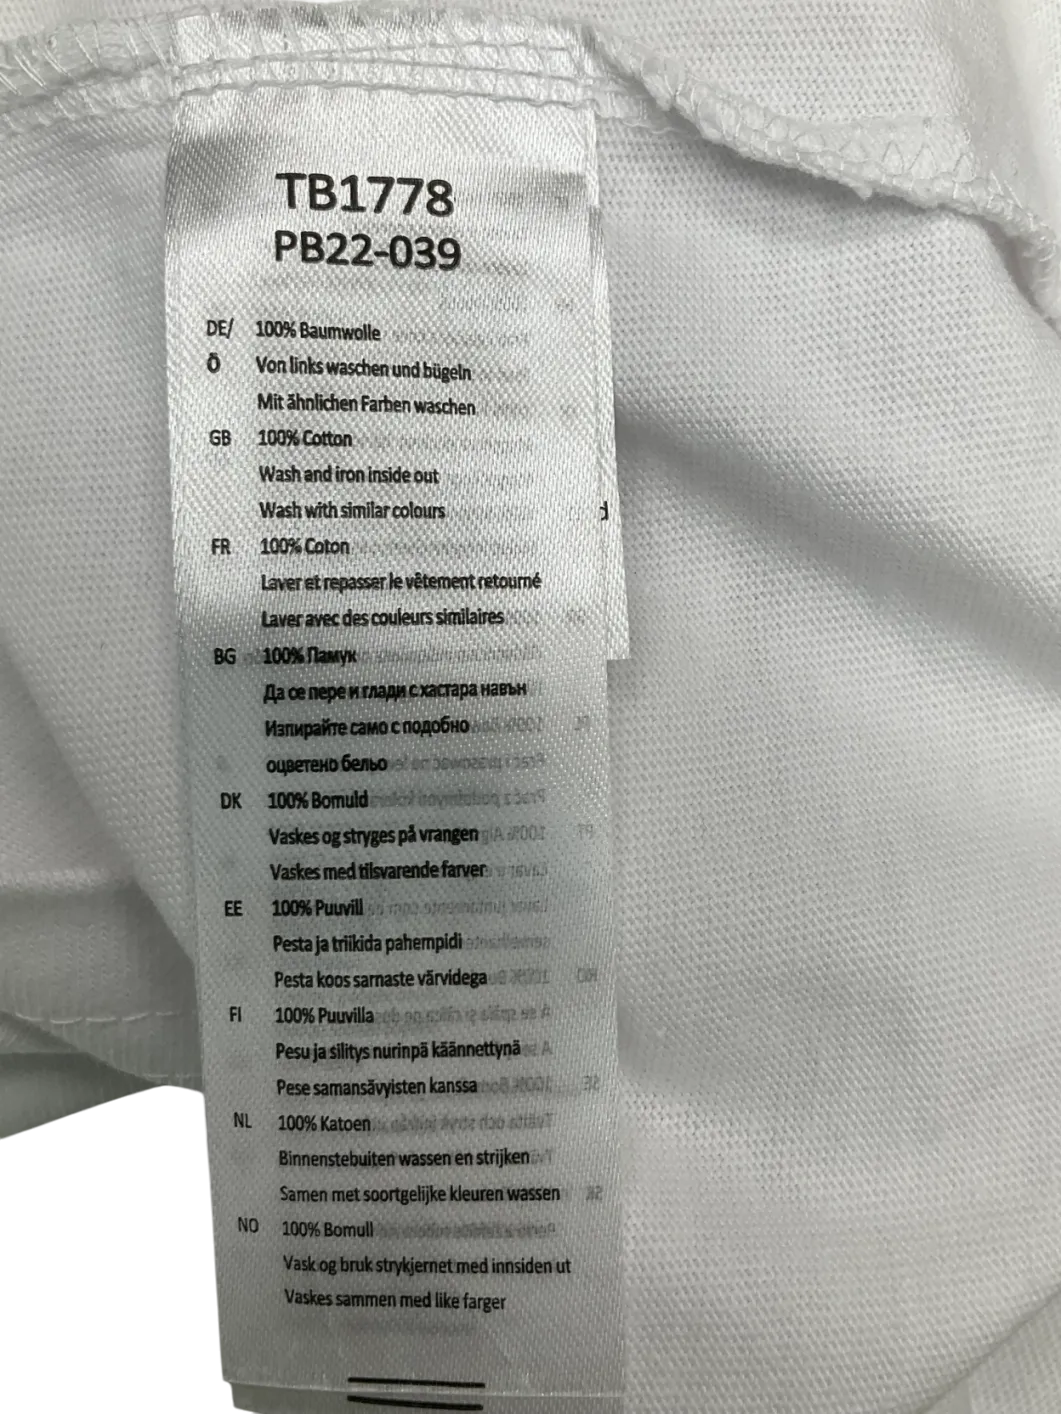 TB1778
PB22-039
DE/ 100% Baumwolle
Ö Von links waschen und bügeln
Mit ähnlichen Farben waschen
GB 100% Cotton
Wash and iron inside out
Wash with similar colours
FR 100% Coton
Laver et repasser le vêtement retourné
Laver avec des couleurs similaires
BG 100% Памук
Да се пере и глади с хастара навън
Изпирайте само с подобно
оцветено бельо
DK 100% Bomuld
Vaskes og stryges på vrangen
Vaskes med tilsvarende farver
EE 100% Puuvill
Pesta ja triikida pahempidi
Pesta koos sarnaste värvidega
FI 100% Puuvilla
Pesu ja silitys nurinpä käännettynä
Pese samansävyisten kanssa
NL 100% Katoen
Binnenstebuiten wassen en strijken
Samen met soortgelijke kleuren wassen
NO 100% Bomull
Vask og bruk strykjernet med innsiden ut
Vaskes sammen med like farger